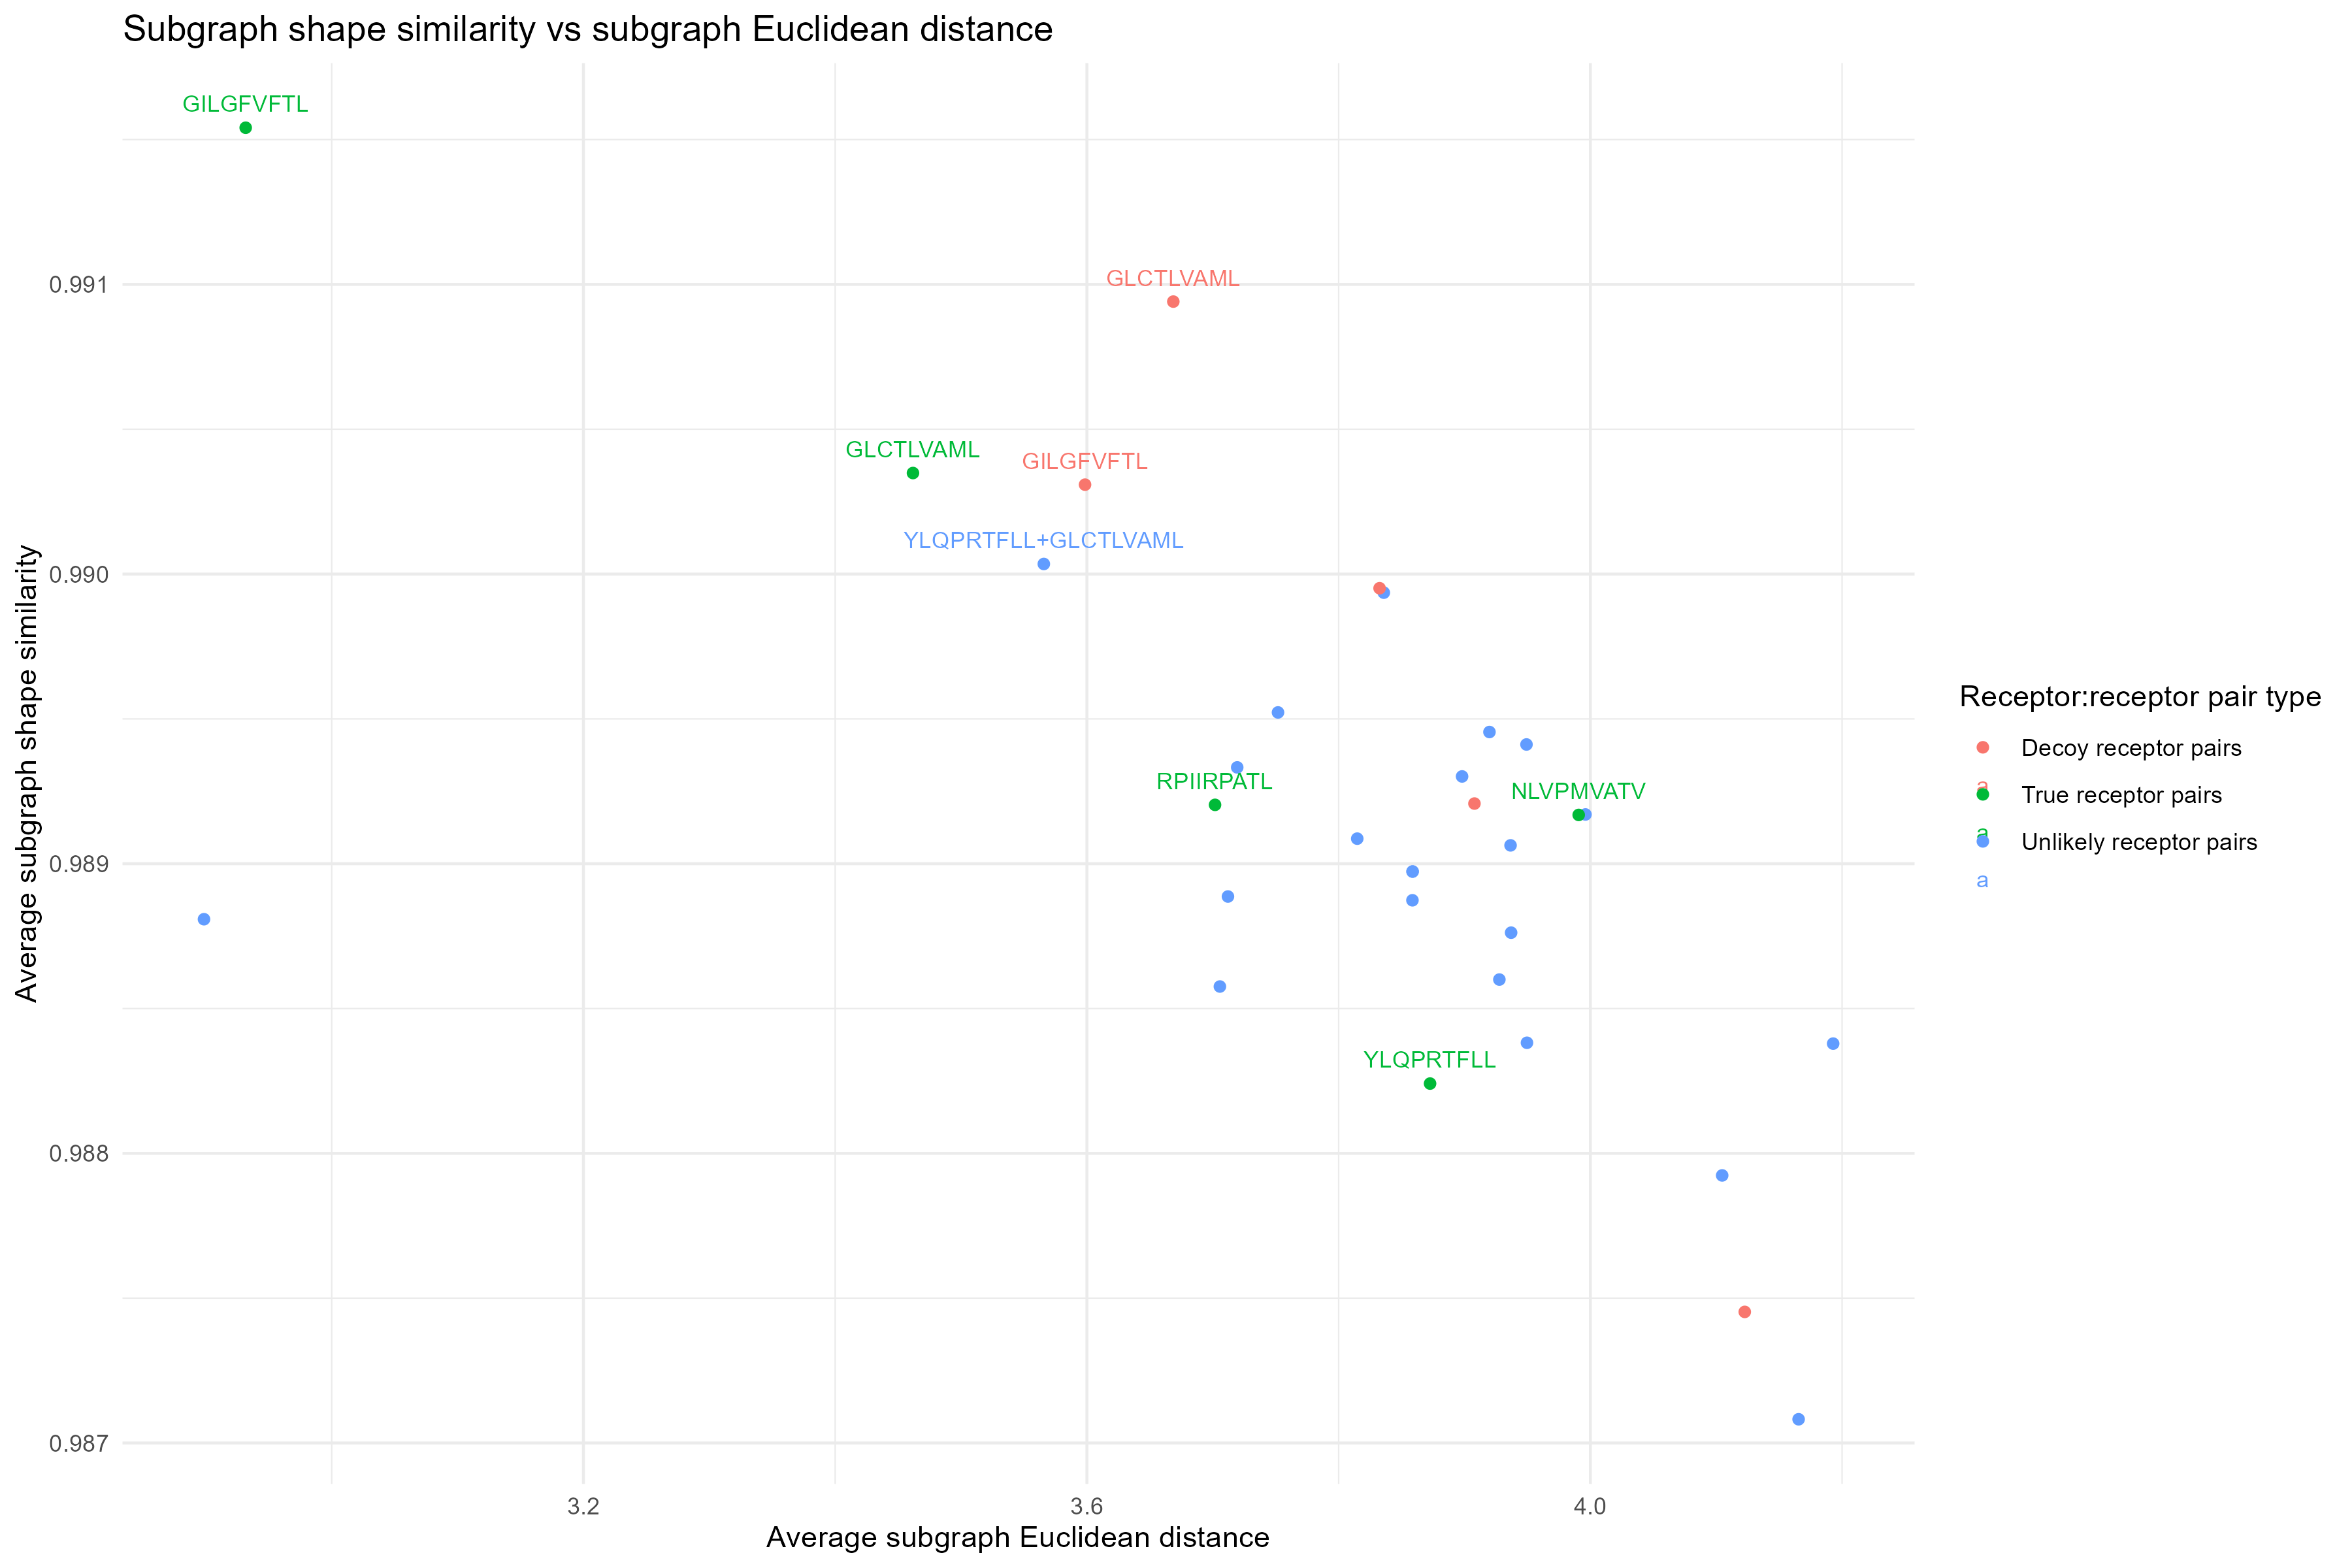 Subgraph shape similarity vs subgraph Euclidean distance
GILGFVFTL
GLCTLVAML
0.991
GLCTLVAML
GILGFVFTL
YLQPRTFLL+GLCTLVAML
0.990
RPIIRPATL
NLVPMVATV
0.989
YLQPRTFLL
0.988
0.987
3.2
3.6
4.0
Average subgraph Euclidean distance
Average subgraph shape similarity
Receptor:receptor pair type
Decoy receptor pairs
a
True receptor pairs
a
Unlikely receptor pairs
a